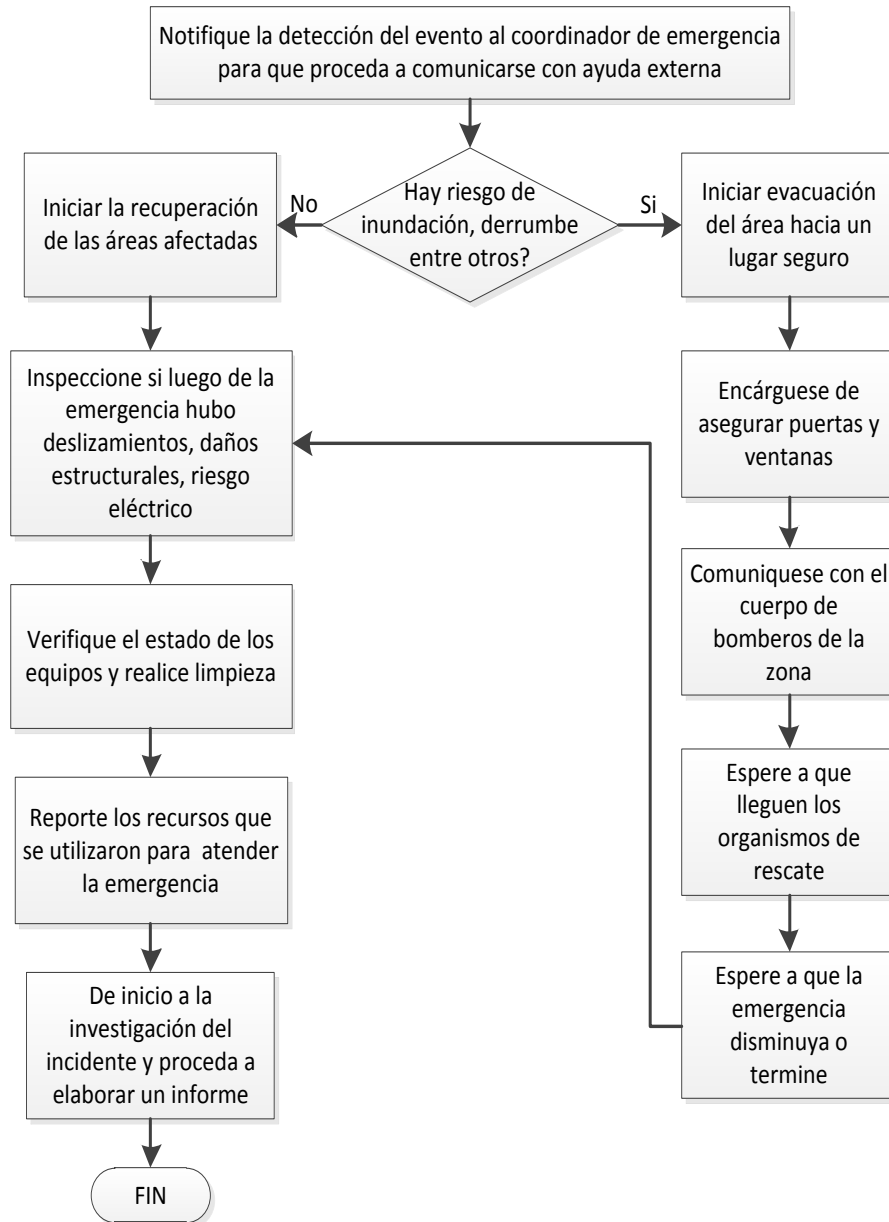 Notifique la detección del evento al coordinador de emergencia
para que proceda a comunicarse con ayuda externa
Hay riesgo de
inundación, derrumbe
entre otros?
No
Si
Iniciar la recuperación
de las áreas afectadas
Inspeccione si luego de la
emergencia hubo
deslizamientos, daños
estructurales, riesgo
eléctrico
Verifique el estado de los
equipos y realice limpieza
Reporte los recursos que
se utilizaron para atender
la emergencia
De inicio a la
investigación del
incidente y proceda a
elaborar un informe
FIN
Iniciar evacuación
del área hacia un
lugar seguro
Encárguese de
asegurar puertas y
ventanas
Comuniquese con el
cuerpo de
bomberos de la
zona
Espere a que
lleguen los
organismos de
rescate
Espere a que la
emergencia
disminuya o
termine